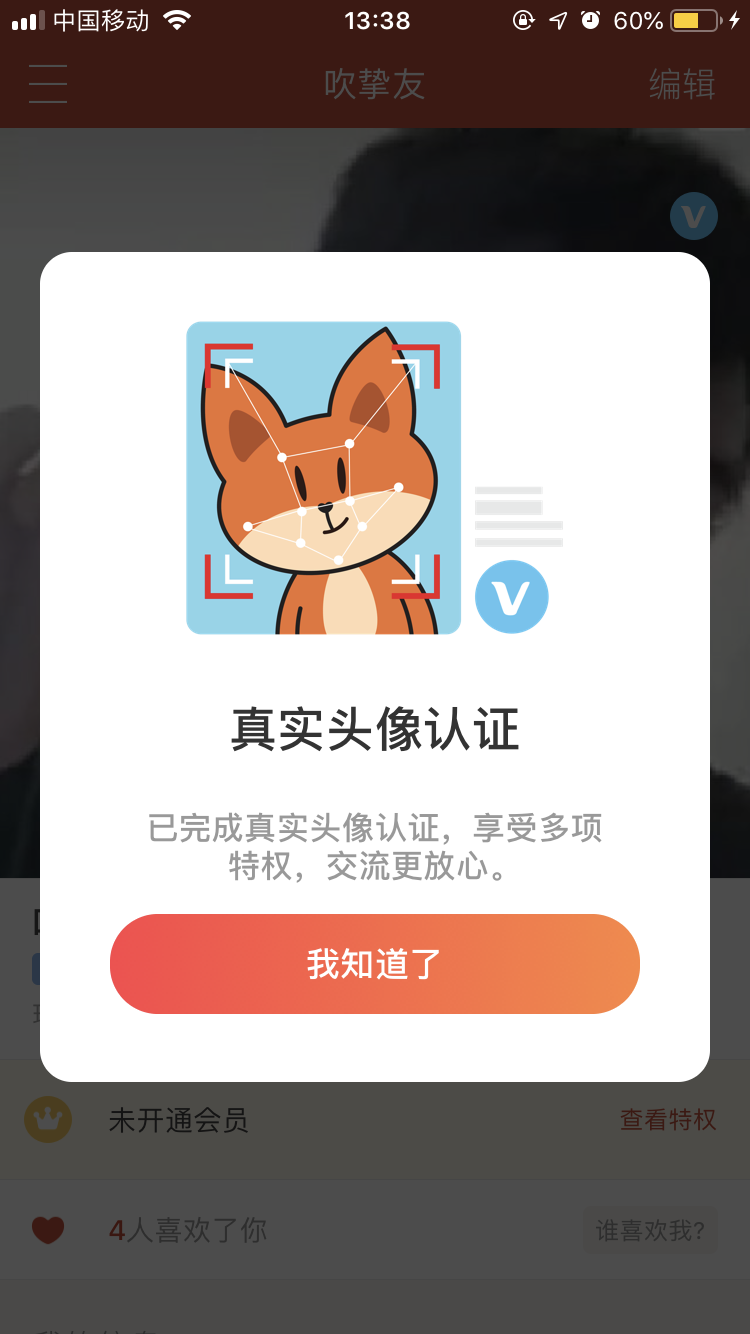 中国移动
13:38
60%
吹挚友
编辑
V
V
真实头像认证
已完成真实头像认证，享受多项
特权，交流更放心。
我知道了
未开通会员
查看特权
4人喜欢了你
谁喜欢我?